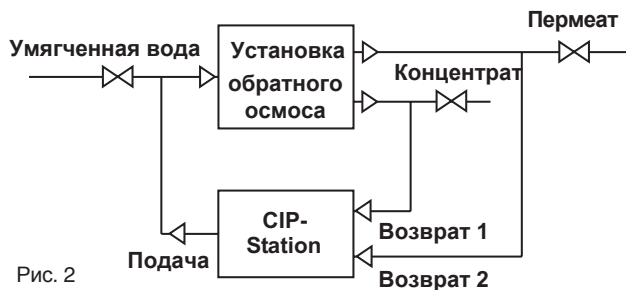 Пермеат
Умягченная вода
Установка
обратного
осмоса
Концентрат
CIP-
Station
Возврат 1
Подача
Возврат 2
Рис. 2